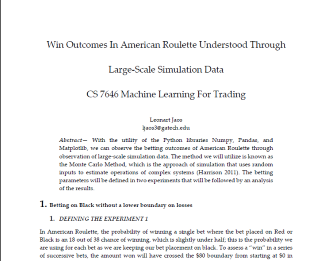 Win Outcomes In American Roulette Understood Through
Large-Scale Simulation Data
CS 7646 Machine Learning For Trading
Leonart Jaro
ljaro3@gatech.edu
Abstract— With the utility of the Python libraries Numpy, Pandas, and
Matplotlib, we can observe the betting outcomes of American Roulette through
observation of large-scale simulation data. The method we will utilize is known as
the Monte Carlo Method, which is the approach of simulation that uses random
inputs to estimate operations of complex systems (Harrison 2011). The betting
parameters will be defined in two experiments that will be followed by an analysis
of the results.
1. Betting on Black without a lower boundary on losses
1. DEFINING THE EXPERIMENT 1
In American Roulette, the probability of winning a single bet where the bet placed on Red or
Black is an 18 out of 38 chance of winning, which is slightly under half; this is the probability we
are using for each bet as we are keeping our bet placement on black. To assess a "win" in a series
of successive bets, the amount won will have crossed the $80 boundary from starting at $0 in